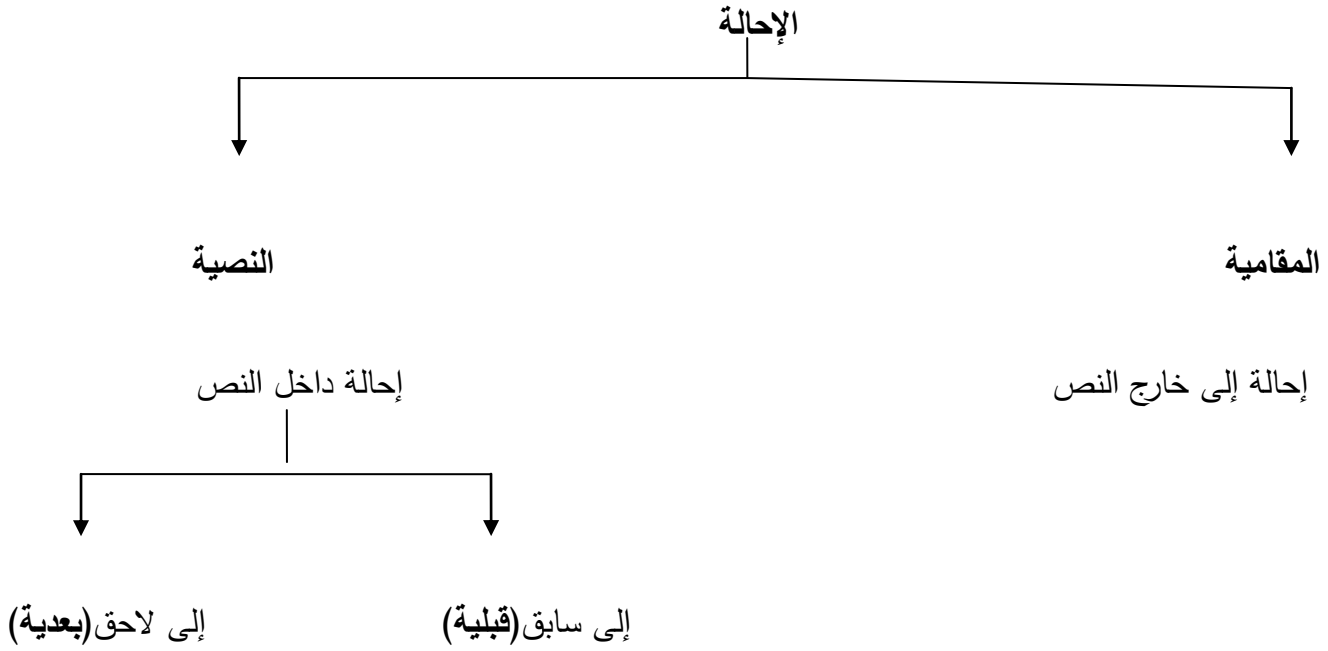 الإحالة
المقامية
النصية
إحالة إلى خارج النص
إحالة داخل النص
إلى سابق(قبلية)
إلى لاحق(بعدية)